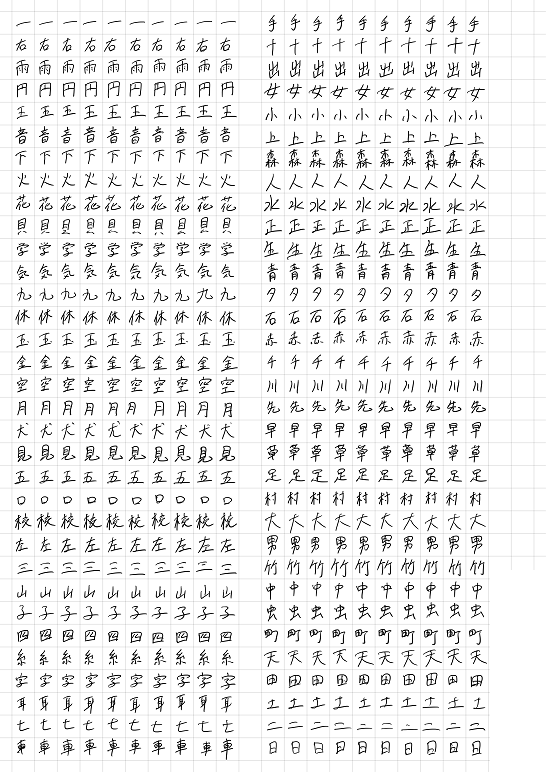 一一一一一一一一一一 手手手手手手手手手手
右右右右右右右右右右 十十十十十十十十十十
雨雨雨雨雨雨雨雨雨雨 出出出出出出出出出出
円円円円円円円円円円 女女女女女女女女女女
王王王王王王王王王王 小小小小小小小小小小
音音音音音音音音音音 上上上上上上上上上上
下下下下下下下下下下 森森森森森森森森森森
火火火火火火火火火火 人人人人人人人人人人
花花花花花花花花花花 水水水水水水水水水水
貝貝貝貝貝貝貝貝貝貝 正正正正正正正正正正
学学学学学学学学学学 生生生生生生生生生生
気気気気気気気気気気 青青青青青青青青青青
九九九九九九九九九九 夕夕夕夕夕夕夕夕夕夕
休休休休休休休休休休 石石石石石石石石石石
玉玉玉玉玉玉玉玉玉玉 赤赤赤赤赤赤赤赤赤赤
金金金金金金金金金金 千千千千千千千千千千
空空空空空空空空空空 川川川川川川川川川川
月月月月月月月月月月 先先先先先先先先先先
犬犬犬犬犬犬犬犬犬犬 早早早早早早早早早早
見見見見見見見見見見 草草草草草草草草草草
五五五五五五五五五五 足足足足足足足足足足
口口口口口口口口口口 村村村村村村村村村村
校校校校校校校校校校 大大大大大大大大大大
左左左左左左左左左左 男男男男男男男男男男
三三三三三三三三三三 竹竹竹竹竹竹竹竹竹竹
山山山山山山山山山山 中中中中中中中中中中
子子子子子子子子子子 虫虫虫虫虫虫虫虫虫虫
四四四四四四四四四四 町町町町町町町町町町
糸糸糸糸糸糸糸糸糸糸 天天天天天天天天天天
字字字字字字字字字字 田田田田田田田田田田
耳耳耳耳耳耳耳耳耳耳 土土土土土土土土土土
七七七七七七七七七七 二二二二二二二二二二
車車車車車車車車車車 日日日日日日日日日日